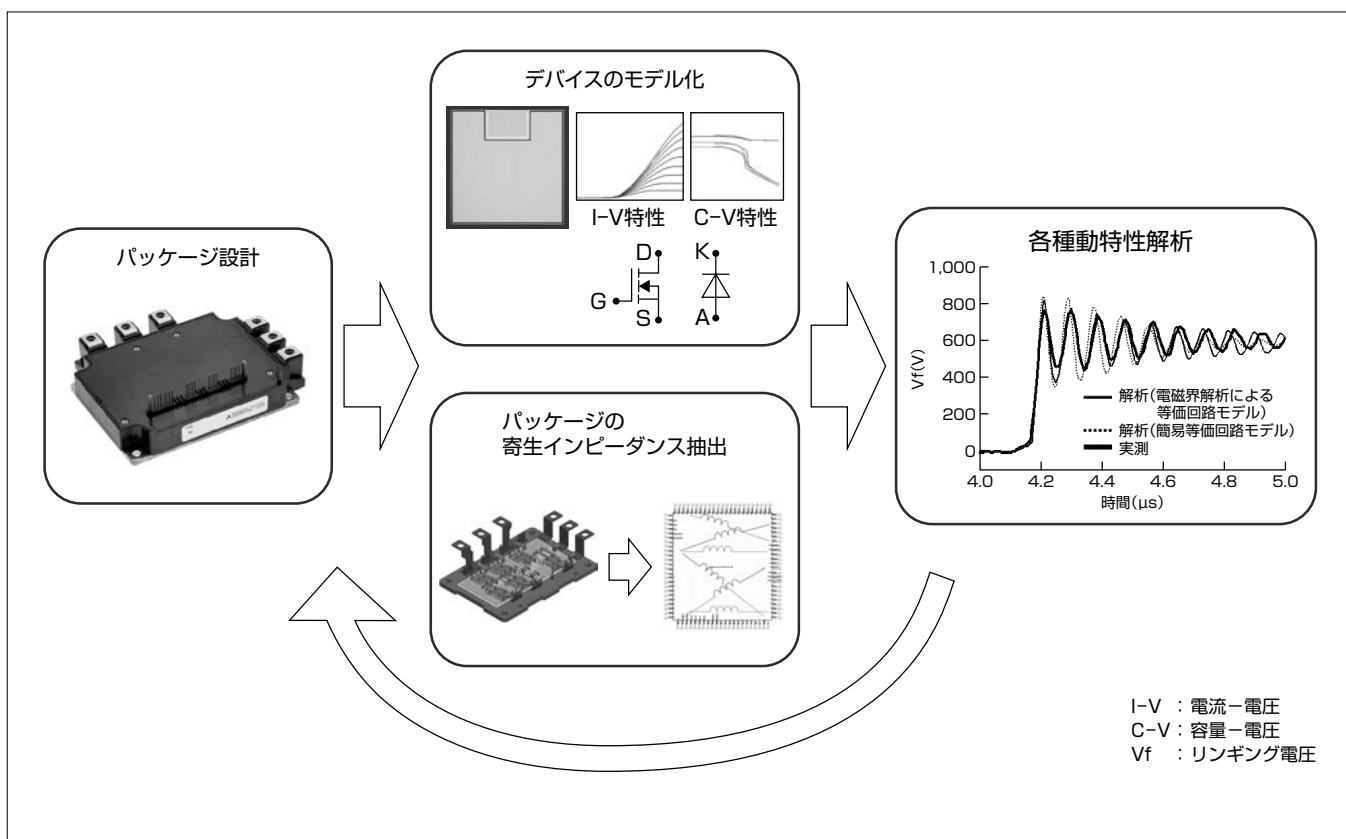 パッケージ設計
デバイスのモデル化
I-V特性
C-V特性
D
G
S
K
A
パッケージの
寄生インピーダンス抽出
各種動特性解析
1,000
800
600
400
200
0
Vf(V)
4.0 4.2 4.4 4.6 4.8 5.0
時間(μs)
解析(電磁界解析による
等価回路モデル)
解析(簡易等価回路モデル)
実測
I-V :電流-電圧
C-V:容量-電圧
Vf :リンギング電圧